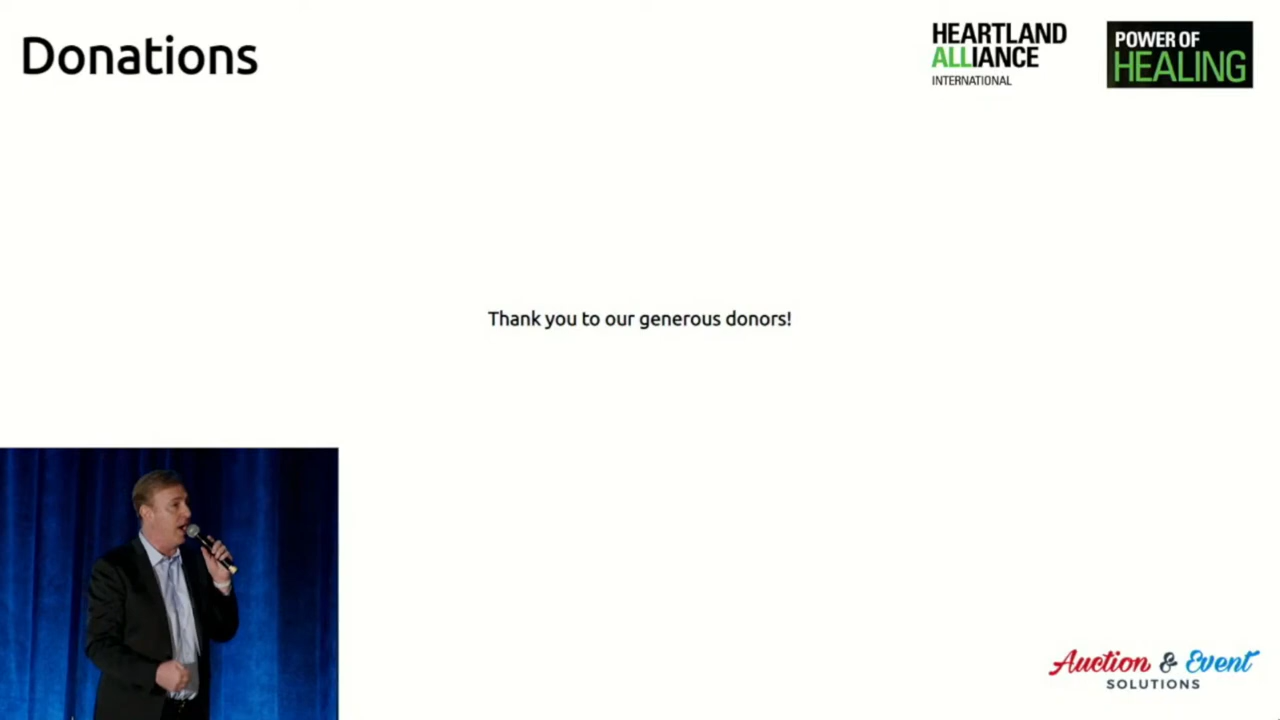 Donations
HEARTLAND
ALLIANCE
INTERNATIONAL
POWER OF
HEALING
Thank you to our generous donors!
Auction & Event
SOLUTIONS